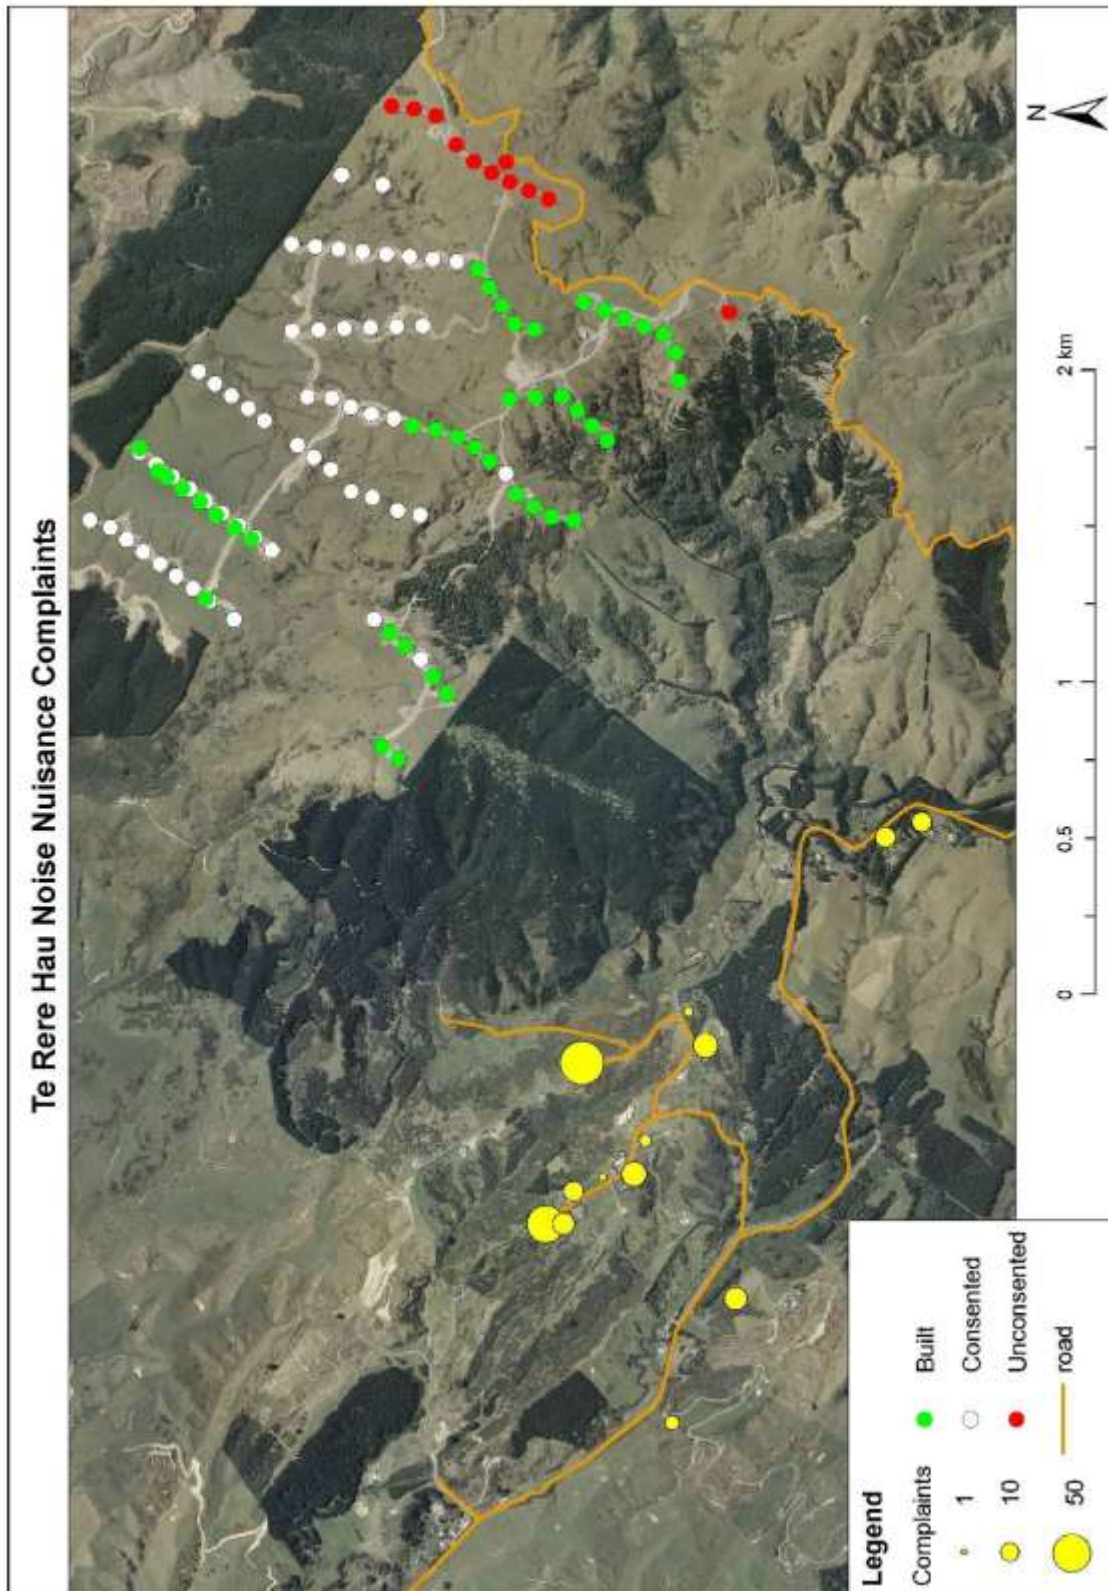 Te Rere Hau Noise Nuisance Complaints
N
0 0.5 1 2 km
Legend
Complaints
1
10
50
Built
Consented
Unconsented
road